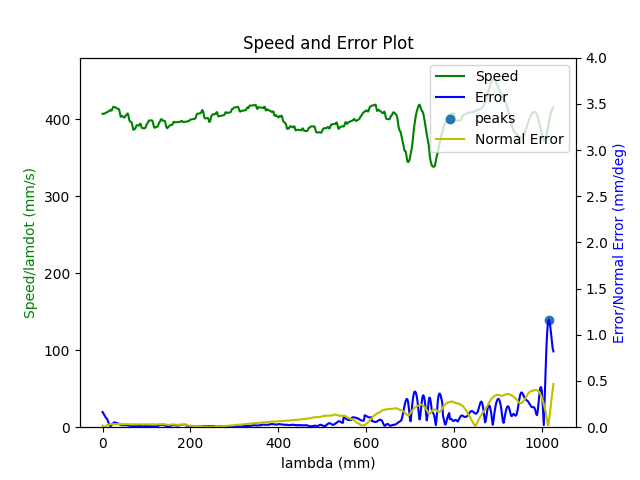 Speed and Error Plot
Speed
Error
peaks
Normal Error
400
300
200
100
0
4.0
3.5
3.0
2.5
2.0
1.5
1.0
0.5
0.0
0 200 400 600 800 1000
lambda (mm)
Speed/lamdot (mm/s)
Error/Normal Error (mm/deg)